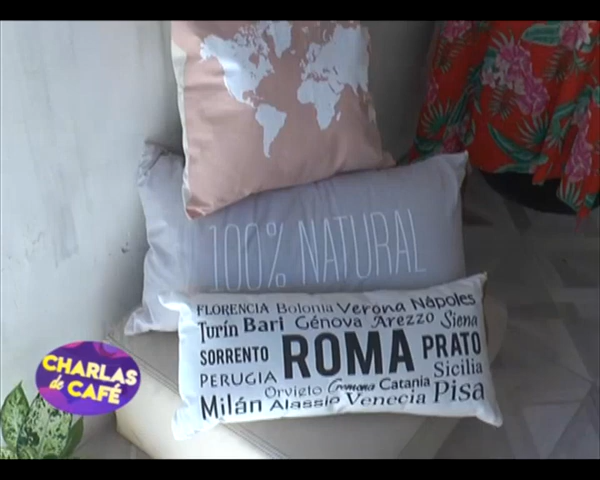 100% NATURAL
FLORENCIA Bolonia Verona Nápoles
Turín Bari Génova Arezzo Siena
SORRENTO ROMA PRATO
PERUGIA Orvieto Cremona Catania Sicilia
Milán Alassio Venecia Pisa
CHARLAS
de CAFÉ